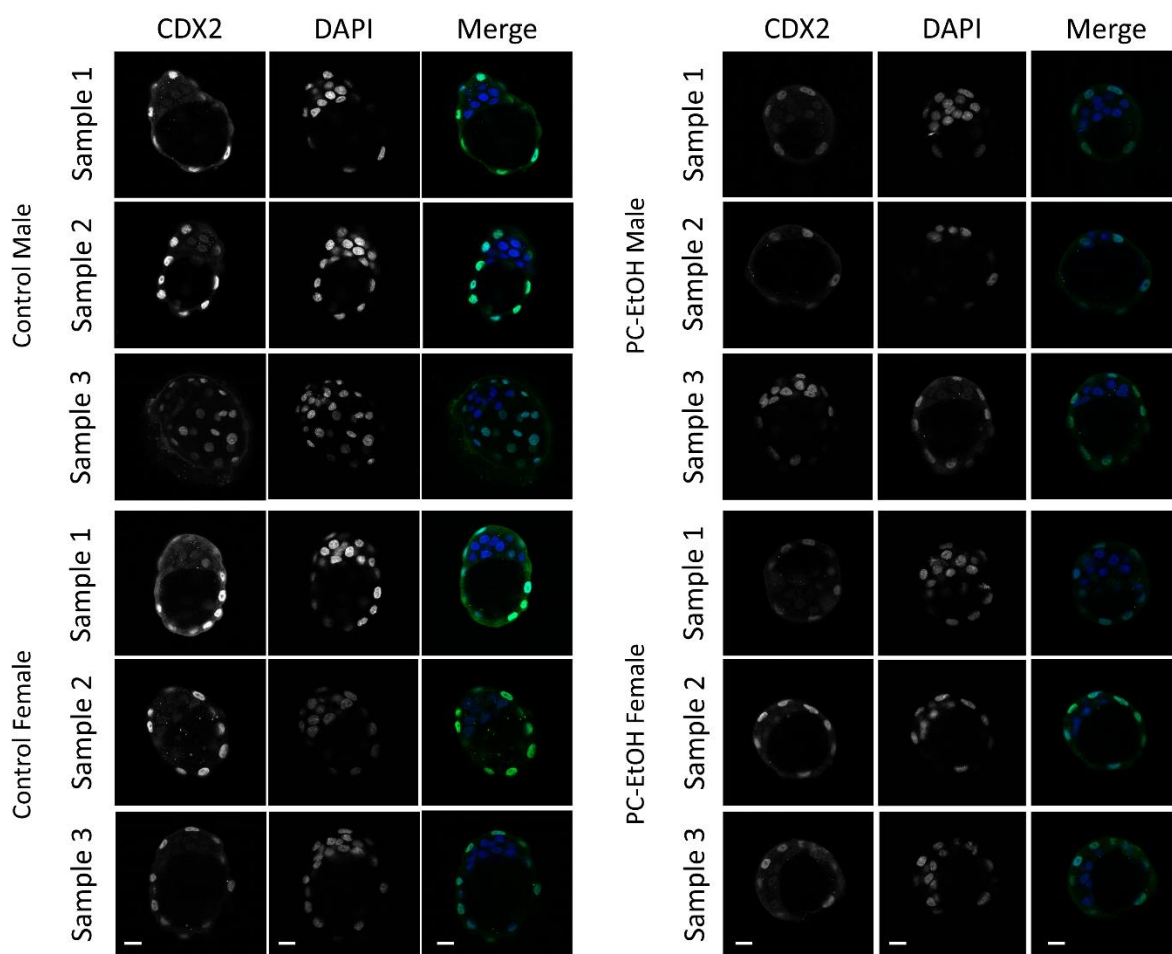 CDX2 DAPI Merge
Control Male
Sample 1
Sample 2
Sample 3
Control Female
Sample 1
Sample 2
Sample 3
CDX2 DAPI Merge
PC-EtOH Male
Sample 1
Sample 2
Sample 3
PC-EtOH Female
Sample 1
Sample 2
Sample 3